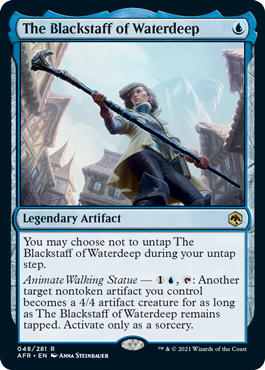 The Blackstaff of Waterdeep
Legendary Artifact
You may choose not to untap The
Blackstaff of Waterdeep during your untap
step.
Animate Walking Statue — 1, : Another
target nontoken artifact you control
becomes a 4/4 artifact creature for as long
as The Blackstaff of Waterdeep remains
tapped. Activate only as a sorcery.
048/281 R
AFR • EN Anna Steinbauer
™ & © 2021 Wizards of the Coast